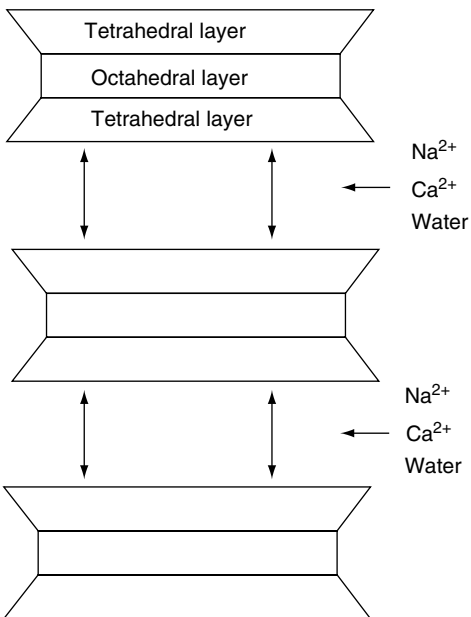 Tetrahedral layer
Octahedral layer
Tetrahedral layer
Na²⁺
Ca²⁺
Water
Na²⁺
Ca²⁺
Water